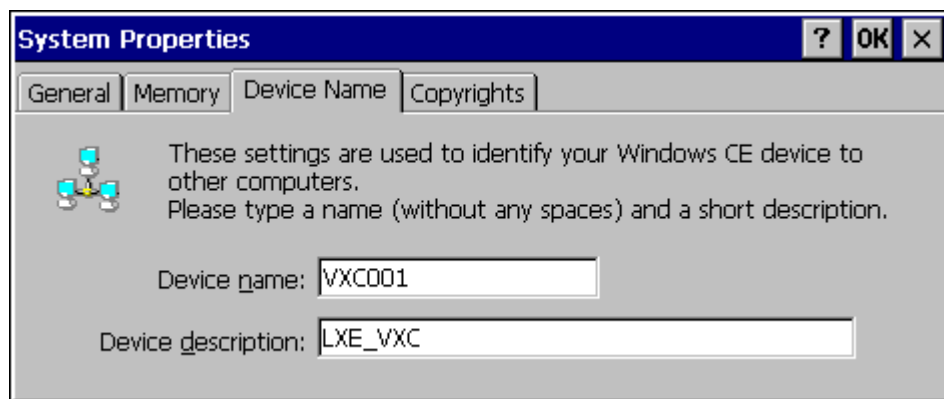 System Properties ? OK ×
General Memory Device Name Copyrights
These settings are used to identify your Windows CE device to
other computers.
Please type a name (without any spaces) and a short description.
Device name: VXC001
Device description: LXE_VXC